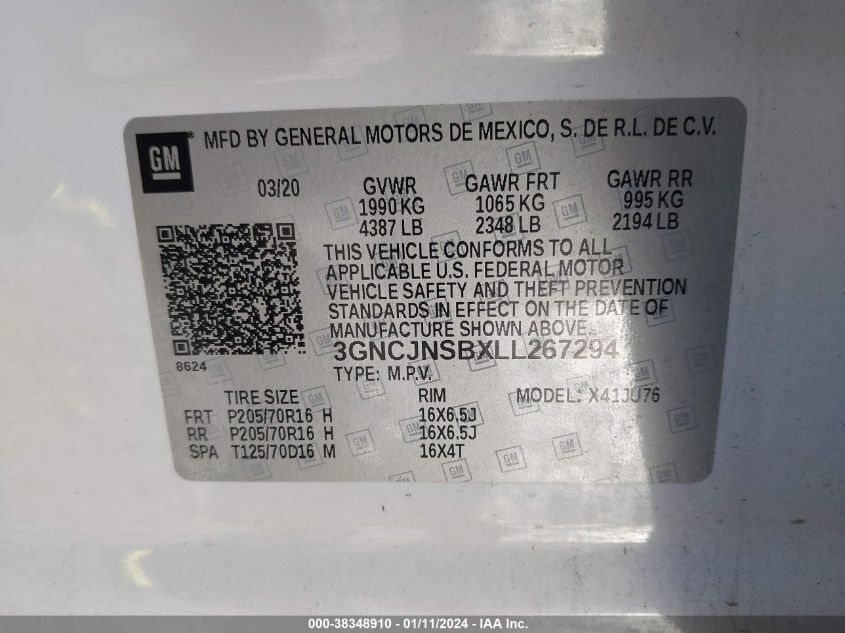 GM
MFD BY GENERAL MOTORS DE MEXICO, S. DE R.L. DE C.V.
03/20 GVWR GAWR FRT GAWR RR
1990 KG 1065 KG 995 KG
4387 LB 2348 LB 2194 LB
THIS VEHICLE CONFORMS TO ALL
APPLICABLE U.S. FEDERAL MOTOR
VEHICLE SAFETY AND THEFT PREVENTION
STANDARDS IN EFFECT ON THE DATE OF
MANUFACTURE SHOWN ABOVE.
8624
3GNCJNSBXLL267294
TYPE: M.P.V.
TIRE SIZE RIM MODEL: X41JU76
FRT P205/70R16 H 16X6.5J
RR P205/70R16 H 16X6.5J
SPA T125/70D16 M 16X4T
000-38348910 - 01/11/2024 - IAA Inc.